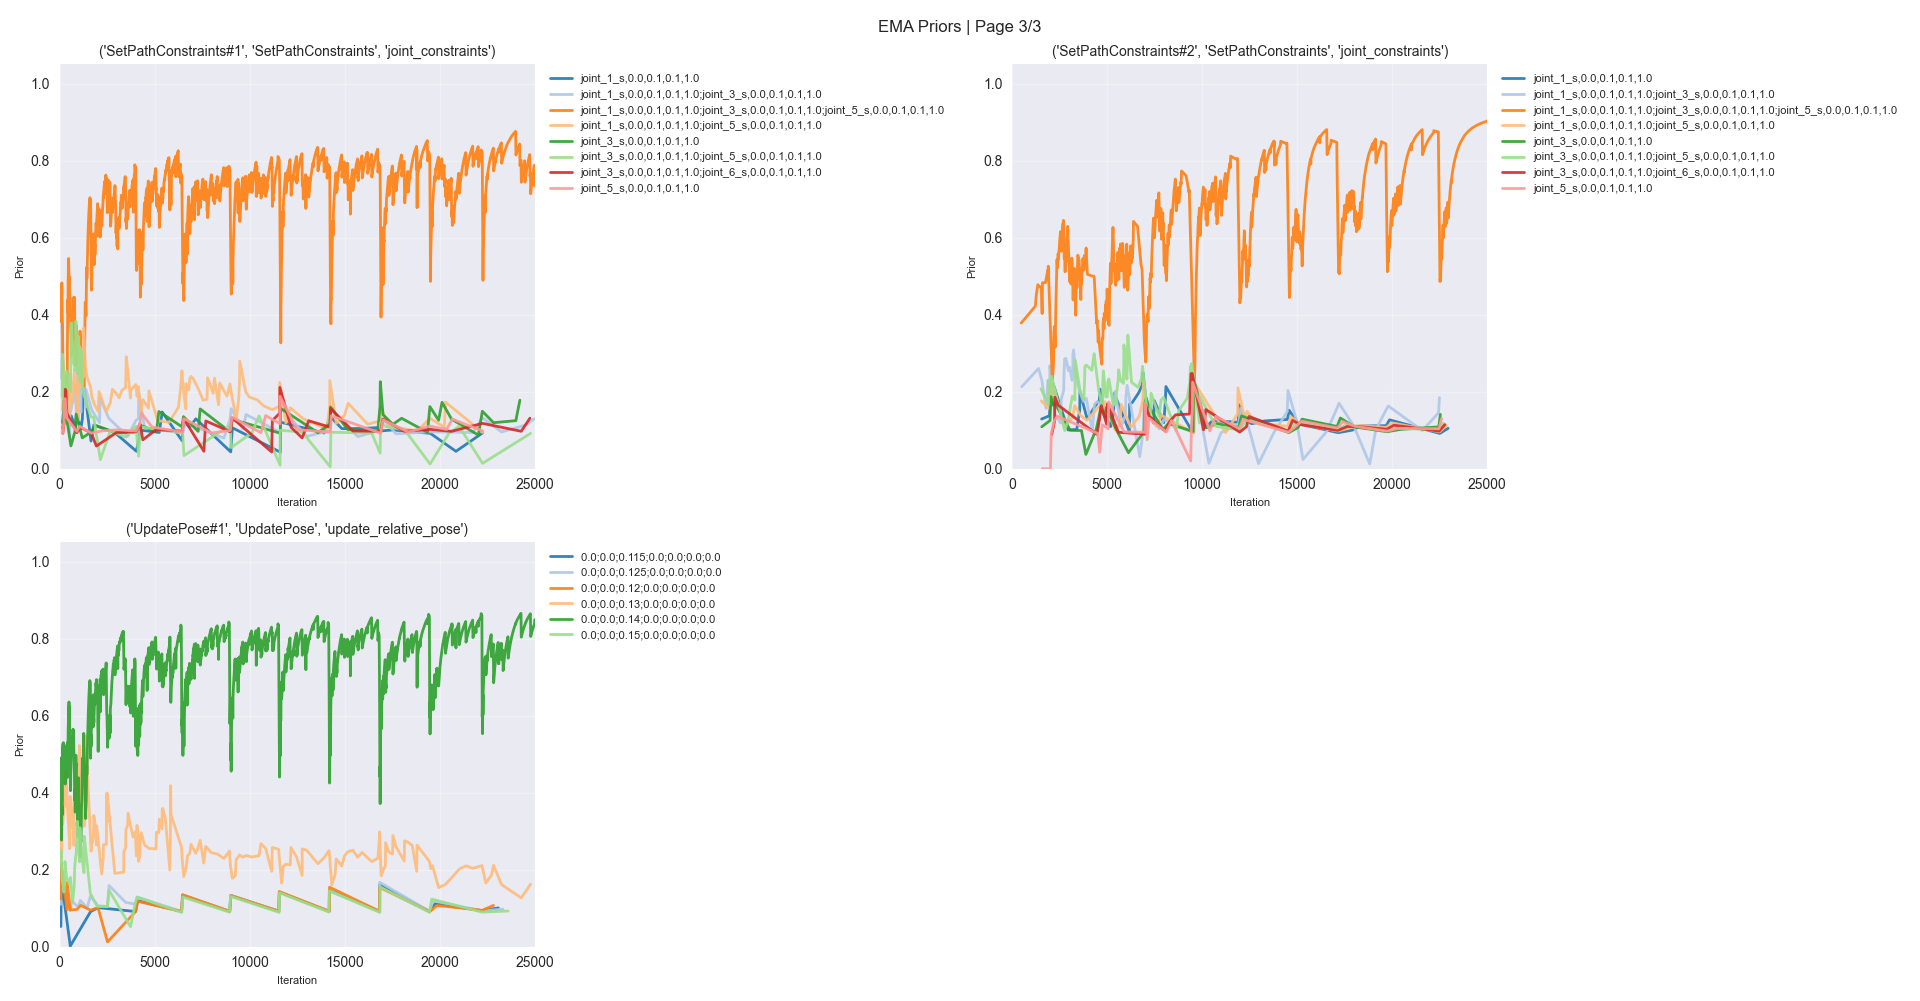 EMA Priors | Page 3/3
('SetPathConstraints#1', 'SetPathConstraints', 'joint_constraints')
1.0
0.8
0.6
0.4
0.2
0.0
Prior
0 5000 10000 15000 20000 25000
Iteration
joint_1_s,0.0,0.1,0.1,1.0
joint_1_s,0.0,0.1,0.1,1.0;joint_3_s,0.0,0.1,0.1,1.0
joint_1_s,0.0,0.1,0.1,1.0;joint_3_s,0.0,0.1,0.1,1.0;joint_5_s,0.0,0.1,0.1,1.0
joint_1_s,0.0,0.1,0.1,1.0;joint_5_s,0.0,0.1,0.1,1.0
joint_3_s,0.0,0.1,0.1,1.0
joint_3_s,0.0,0.1,0.1,1.0;joint_5_s,0.0,0.1,0.1,1.0
joint_3_s,0.0,0.1,0.1,1.0;joint_6_s,0.0,0.1,0.1,1.0
joint_5_s,0.0,0.1,0.1,1.0
('SetPathConstraints#2', 'SetPathConstraints', 'joint_constraints')
1.0
0.8
0.6
0.4
0.2
0.0
Prior
0 5000 10000 15000 20000 25000
Iteration
joint_1_s,0.0,0.1,0.1,1.0
joint_1_s,0.0,0.1,0.1,1.0;joint_3_s,0.0,0.1,0.1,1.0
joint_1_s,0.0,0.1,0.1,1.0;joint_3_s,0.0,0.1,0.1,1.0;joint_5_s,0.0,0.1,0.1,1.0
joint_1_s,0.0,0.1,0.1,1.0;joint_5_s,0.0,0.1,0.1,1.0
joint_3_s,0.0,0.1,0.1,1.0
joint_3_s,0.0,0.1,0.1,1.0;joint_5_s,0.0,0.1,0.1,1.0
joint_3_s,0.0,0.1,0.1,1.0;joint_6_s,0.0,0.1,0.1,1.0
joint_5_s,0.0,0.1,0.1,1.0
('UpdatePose#1', 'UpdatePose', 'update_relative_pose')
1.0
0.8
0.6
0.4
0.2
0.0
Prior
0 5000 10000 15000 20000 25000
Iteration
0.0;0.0;0.115;0.0;0.0;0.0;0.0
0.0;0.0;0.125;0.0;0.0;0.0;0.0
0.0;0.0;0.12;0.0;0.0;0.0;0.0
0.0;0.0;0.13;0.0;0.0;0.0;0.0
0.0;0.0;0.14;0.0;0.0;0.0;0.0
0.0;0.0;0.15;0.0;0.0;0.0;0.0